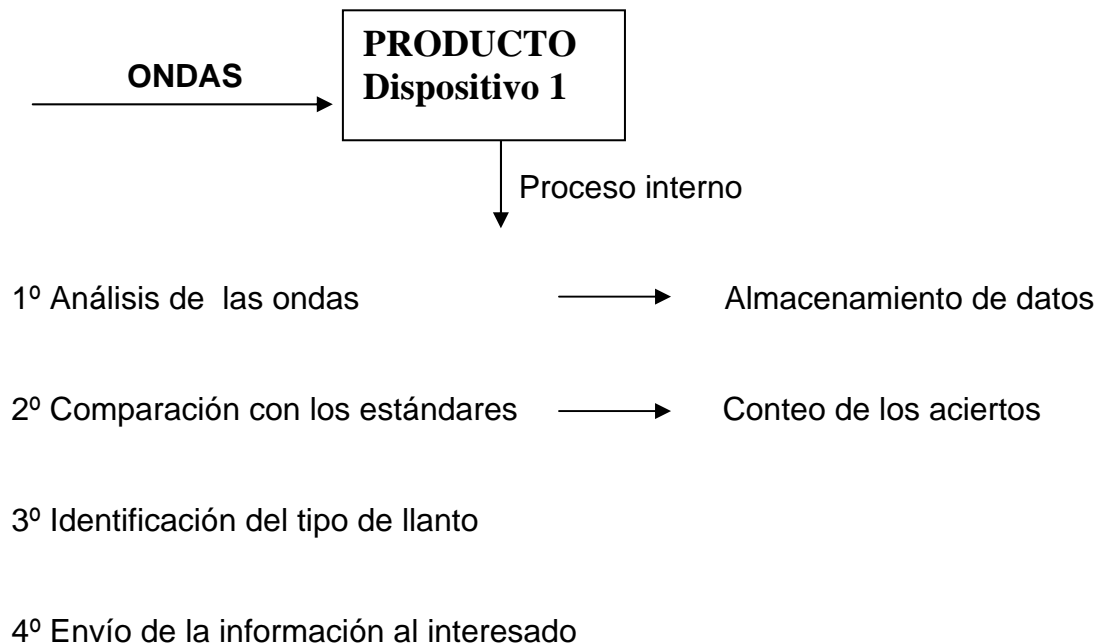 PRODUCTO
ONDAS
Dispositivo 1
Proceso interno
1º Análisis de las ondas
Almacenamiento de datos
2º Comparación con los estándares
Conteo de los aciertos
3º Identificación del tipo de llanto
4º Envío de la información al interesado